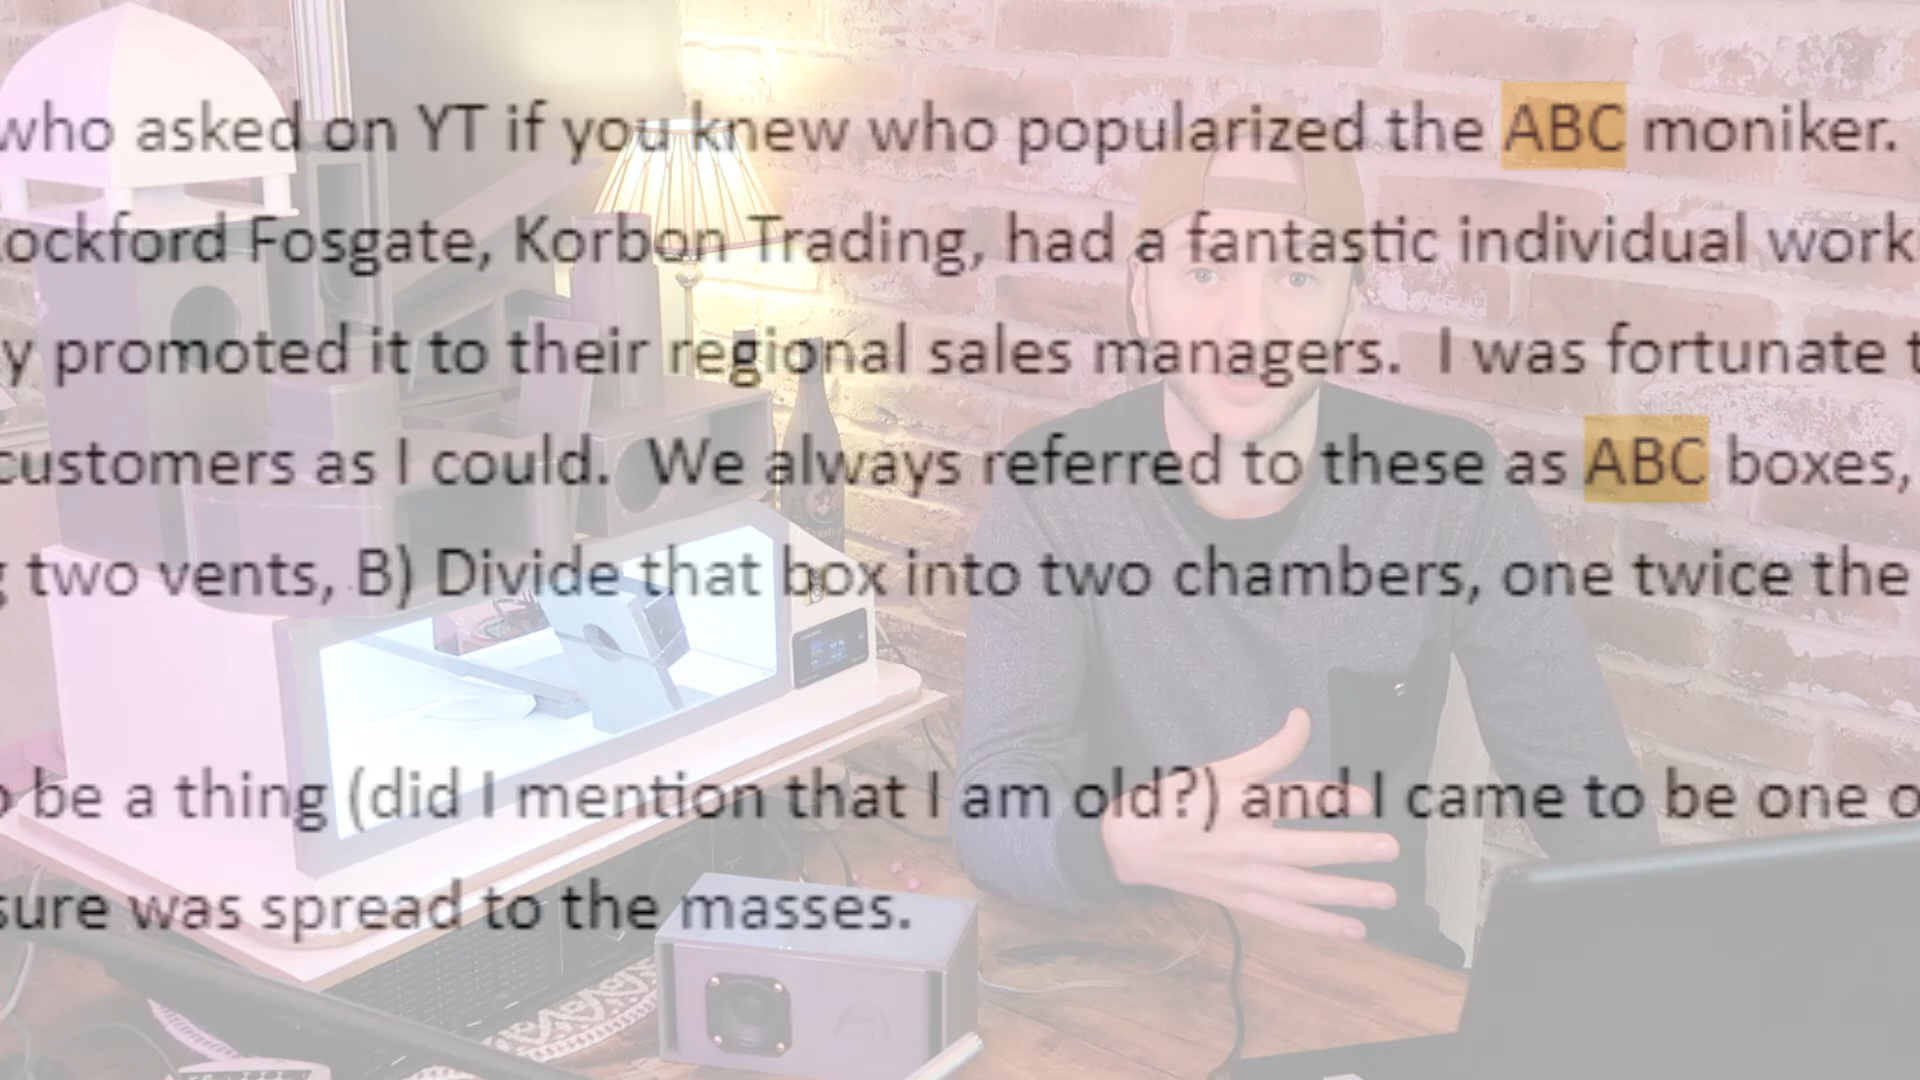 who asked on YT if you knew who popularized the ABC moniker.
ockford Fosgate, Korbon Trading, had a fantastic individual work
y promoted it to their regional sales managers. I was fortunate t
customers as I could. We always referred to these as ABC boxes,
g two vents, B) Divide that box into two chambers, one twice the
o be a thing (did I mention that I am old?) and I came to be one o
sure was spread to the masses.